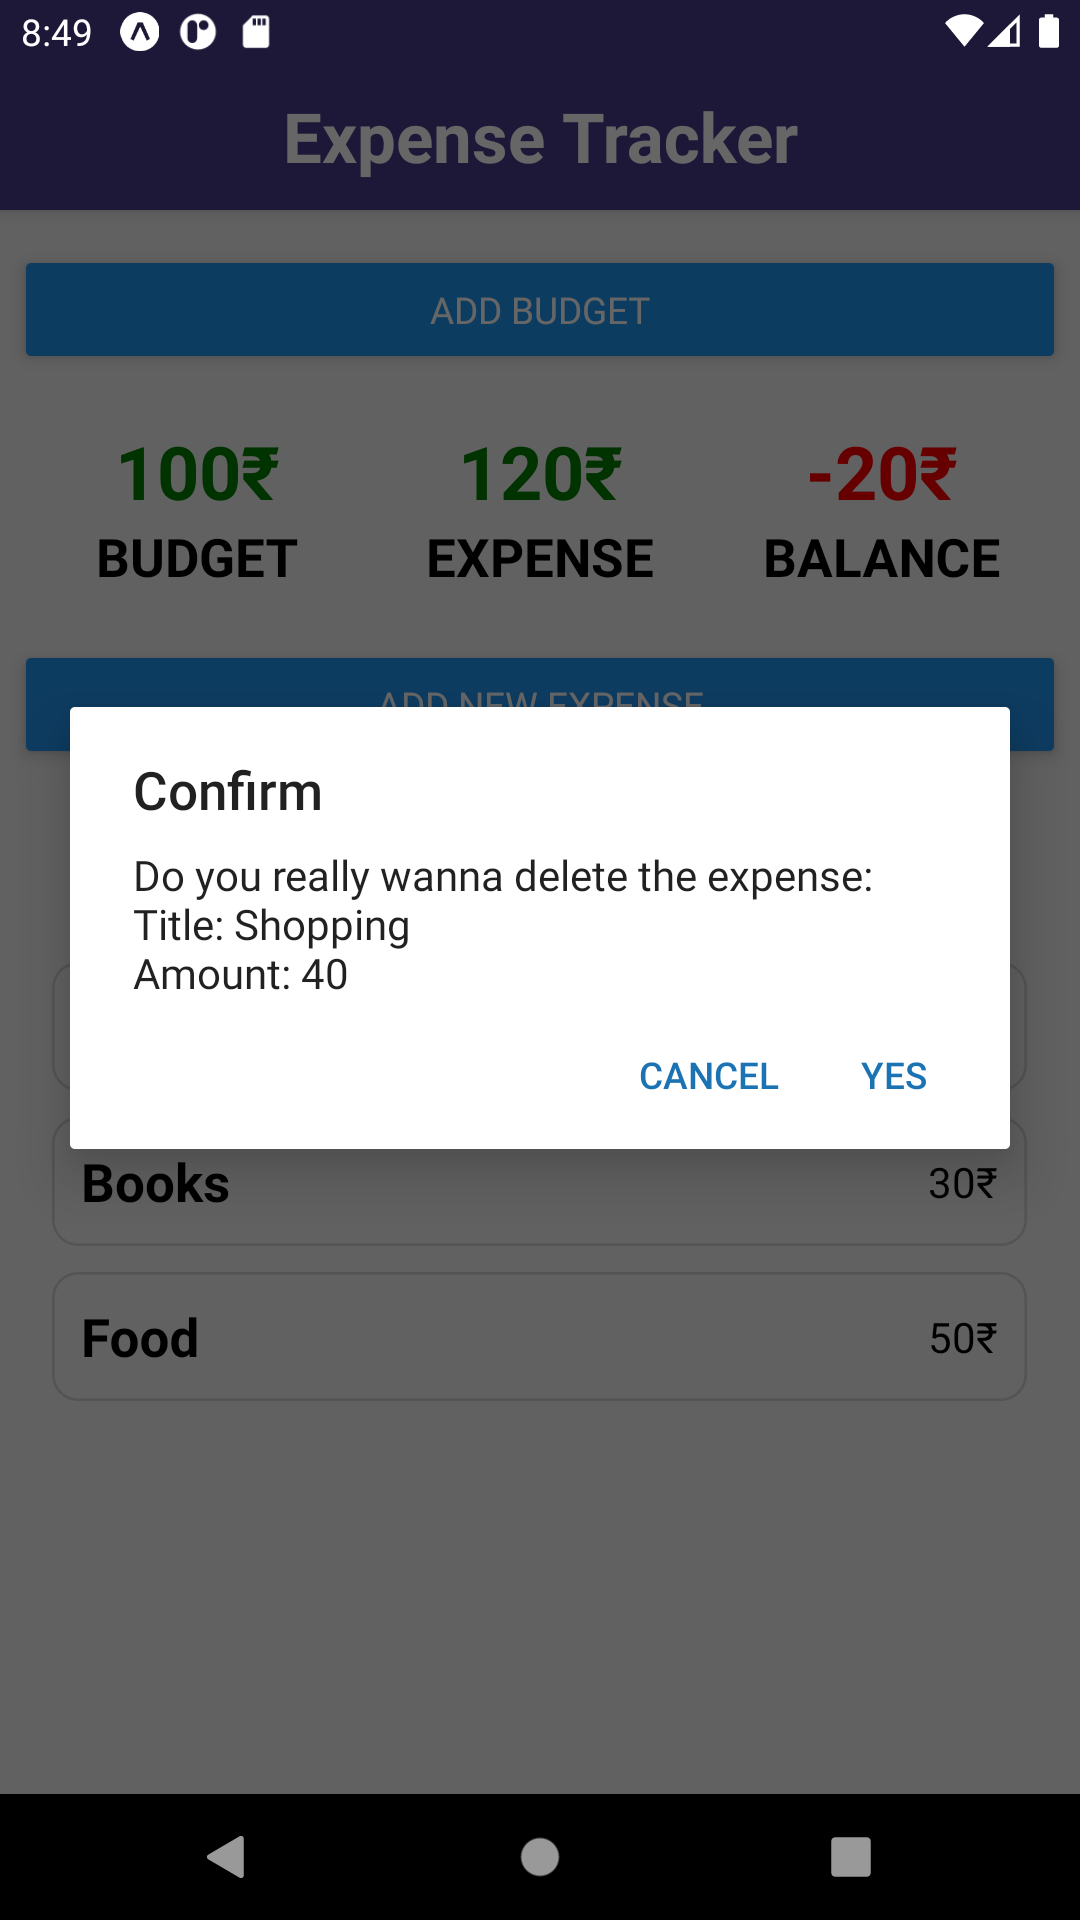 8:49
Expense Tracker
ADD BUDGET
100₹ 120₹ -20₹
BUDGET EXPENSE BALANCE
ADD NEW EXPENSE
Confirm
Do you really wanna delete the expense:
Title: Shopping
Amount: 40
CANCEL YES
Books 30₹
Food 50₹